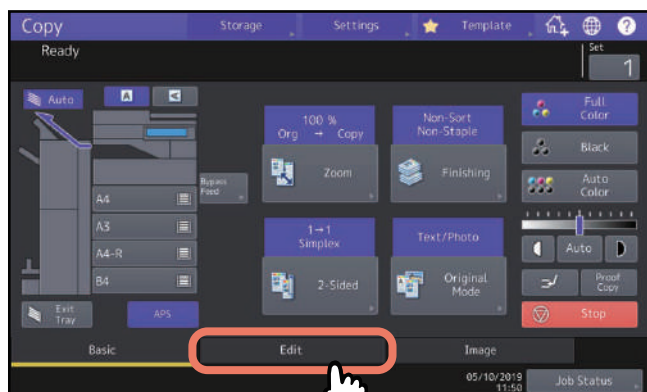 Copy
Storage
Settings
Template
?
Ready
Set
1
Auto
A
A
100 %
Org → Copy
Non-Sort
Non-Staple
Full
Color
Zoom
Finishing
Black
Bypass
Feed
Auto
Color
A4
A3
A4-R
B4
1→1
Simplex
Text/Photo
2-Sided
Original
Mode
Auto
Proof
Copy
Exit
Tray
APS
Stop
Basic
Edit
Image
05/10/2019
11:50
Job Status